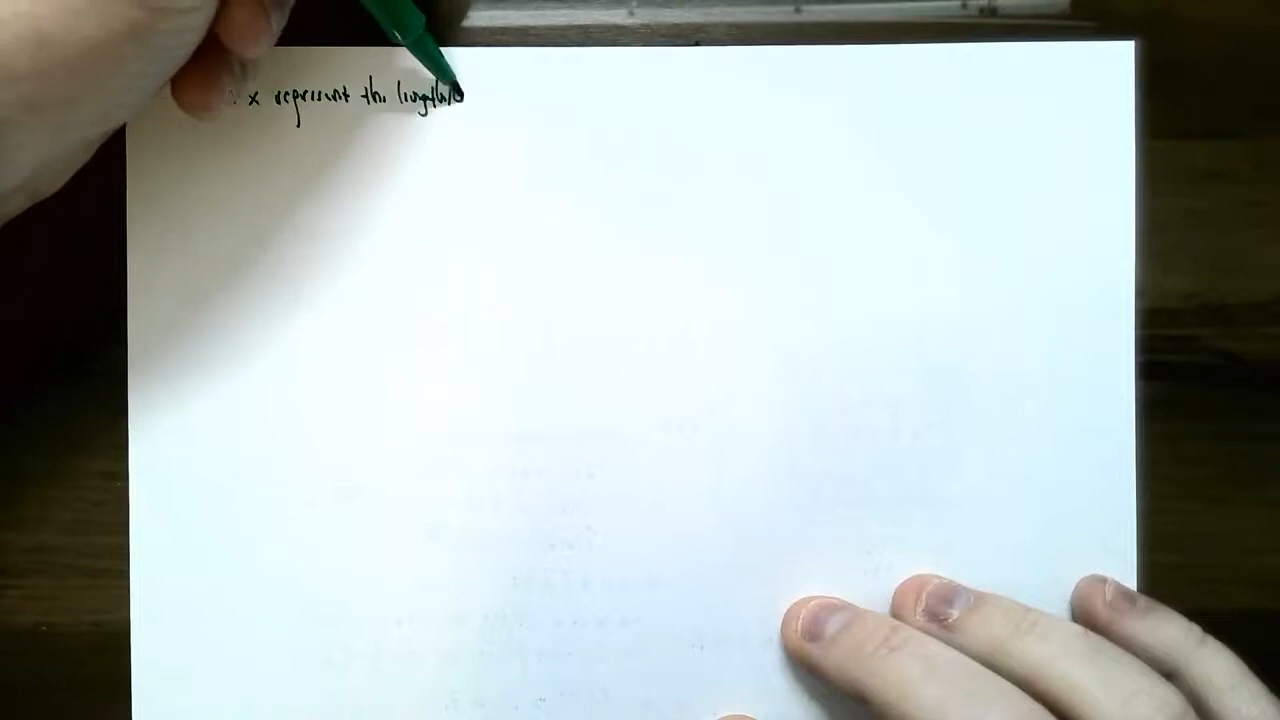 x represent the length